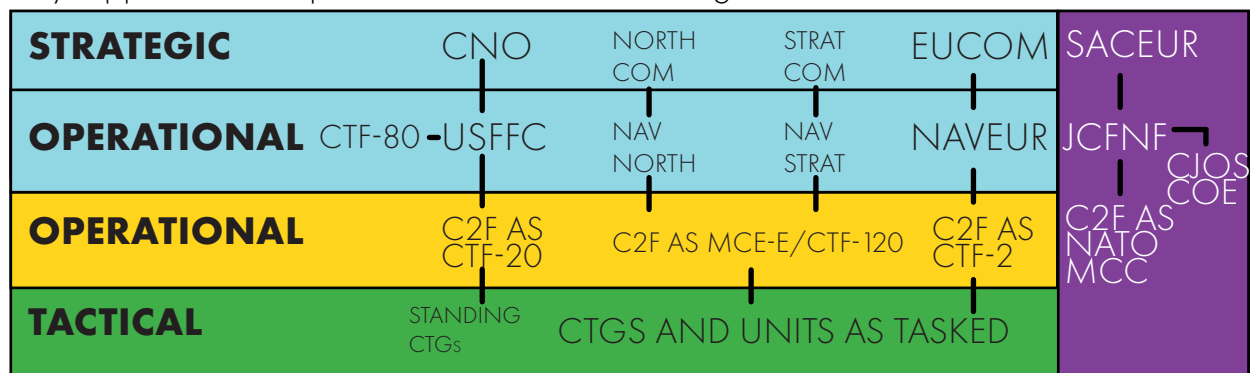 STRATEGIC
CNO
NORTH
COM
STRAT
COM
EUCOM
SACEUR
OPERATIONAL
CTF-80
USFFC
NAV
NORTH
NAV
STRAT
NAVEUR
JCFNF
CJOS
COE
OPERATIONAL
C2F AS
CTF-20
C2F AS MCE-E/CTF-120
C2F AS
CTF-2
C2F AS
NATO
MCC
TACTICAL
STANDING
CTGs
CTGS AND UNITS AS TASKED